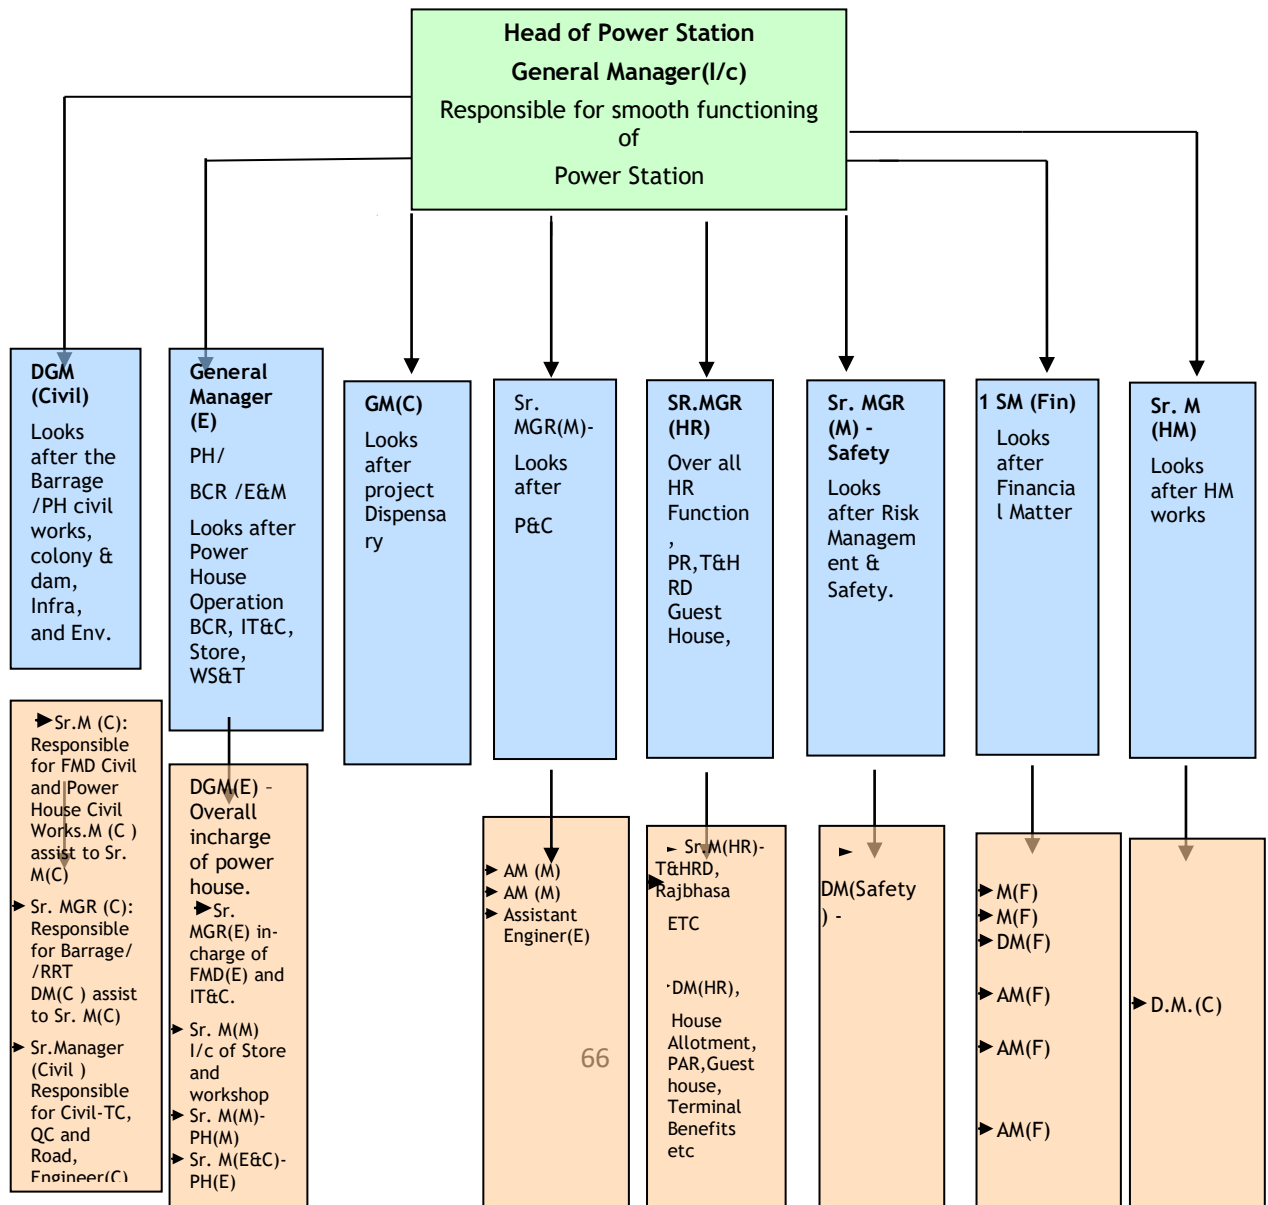 Head of Power Station
General Manager(I/c)
Responsible for smooth functioning
of
Power Station
DGM
(Civil)
Looks
after the
Barrage
/PH civil
works,
colony &
dam,
Infra,
and Env.
General
Manager
(E)
PH/
BCR /E&M
Looks after
Power
House
Operation
BCR, IT&C,
Store,
WS&T
GM(C)
Looks
after
project
Dispensa
ry
Sr.
MGR(M)-
Looks
after
P&C
SR.MGR
(HR)
Over all
HR
Function
,
PR,T&H
RD
Guest
House,
Sr. MGR
(M) -
Safety
Looks
after Risk
Managem
ent &
Safety.
1 SM (Fin)
Looks
after
Financia
l Matter
Sr. M
(HM)
Looks
after HM
works
Sr.M (C):
Responsible
for FMD Civil
and Power
House Civil
Works.M (C )
assist to Sr.
M(C)
Sr. MGR (C):
Responsible
for Barrage/
/RRT
DM(C ) assist
to Sr. M(C)
Sr.Manager
(Civil )
Responsible
for Civil-TC,
QC and
Road,
Engineer(C)
DGM(E) –
Overall
incharge
of power
house.
Sr.
MGR(E) in-
charge of
FMD(E) and
IT&C.
Sr. M(M)
I/c of Store
and
workshop
Sr. M(M)-
PH(M)
Sr. M(E&C)-
PH(E)
AM (M)
AM (M)
Assistant
Enginer(E)
66
Sr.M(HR)-
T&HRD,
Rajbhasa
ETC
DM(HR),
House
Allotment,
PAR,Guest
house,
Terminal
Benefits
etc
DM(Safety
) -
M(F)
M(F)
DM(F)
AM(F)
AM(F)
AM(F)
D.M.(C)